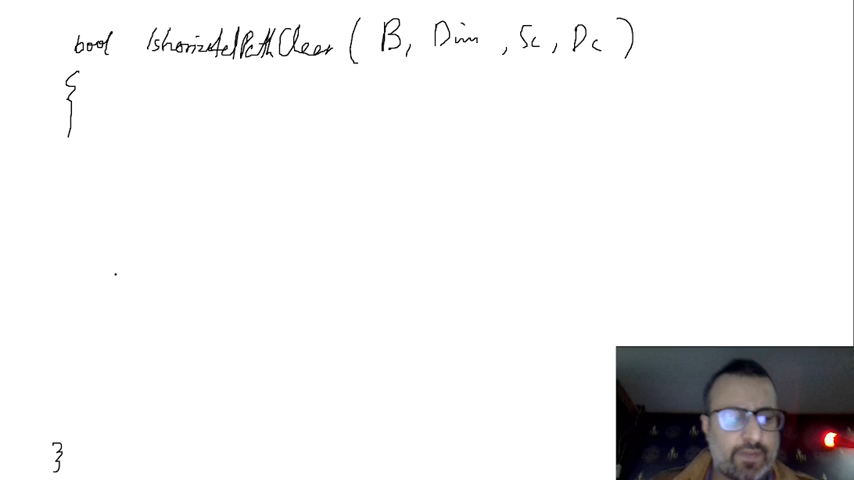 bool IshorizontalPathClear ( B, Dim , Sc , Dc )
{
}